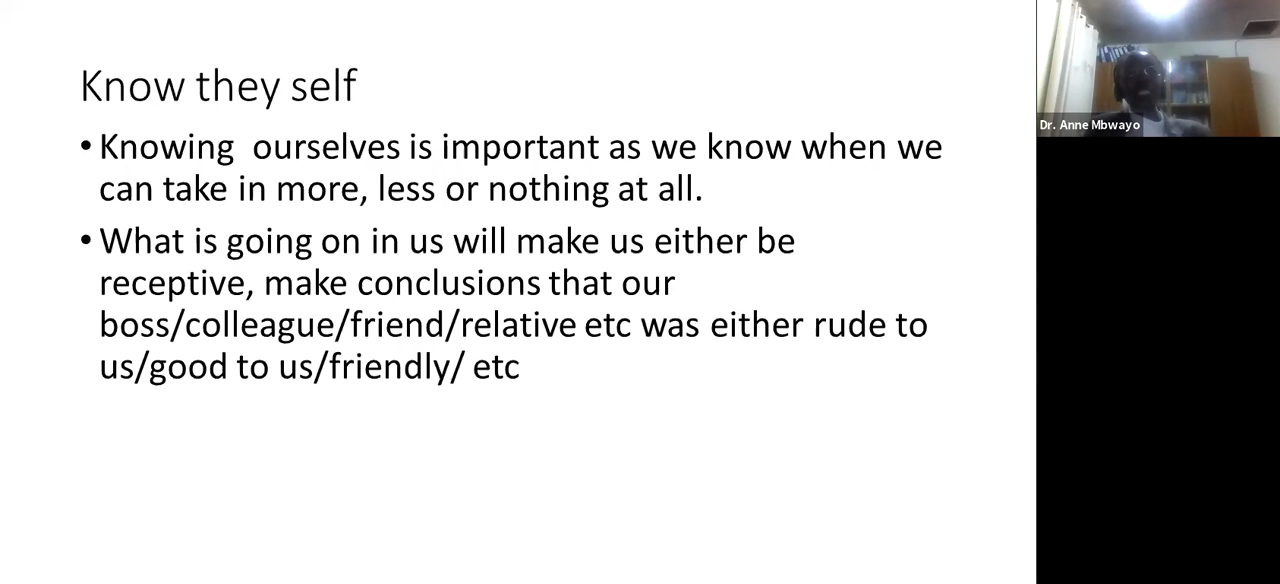 Know they self
• Knowing  ourselves is important as we know when we
can take in more, less or nothing at all.
• What is going on in us will make us either be
receptive, make conclusions that our
boss/colleague/friend/relative etc was either rude to
us/good to us/friendly/ etc
Dr. Anne Mbwayo